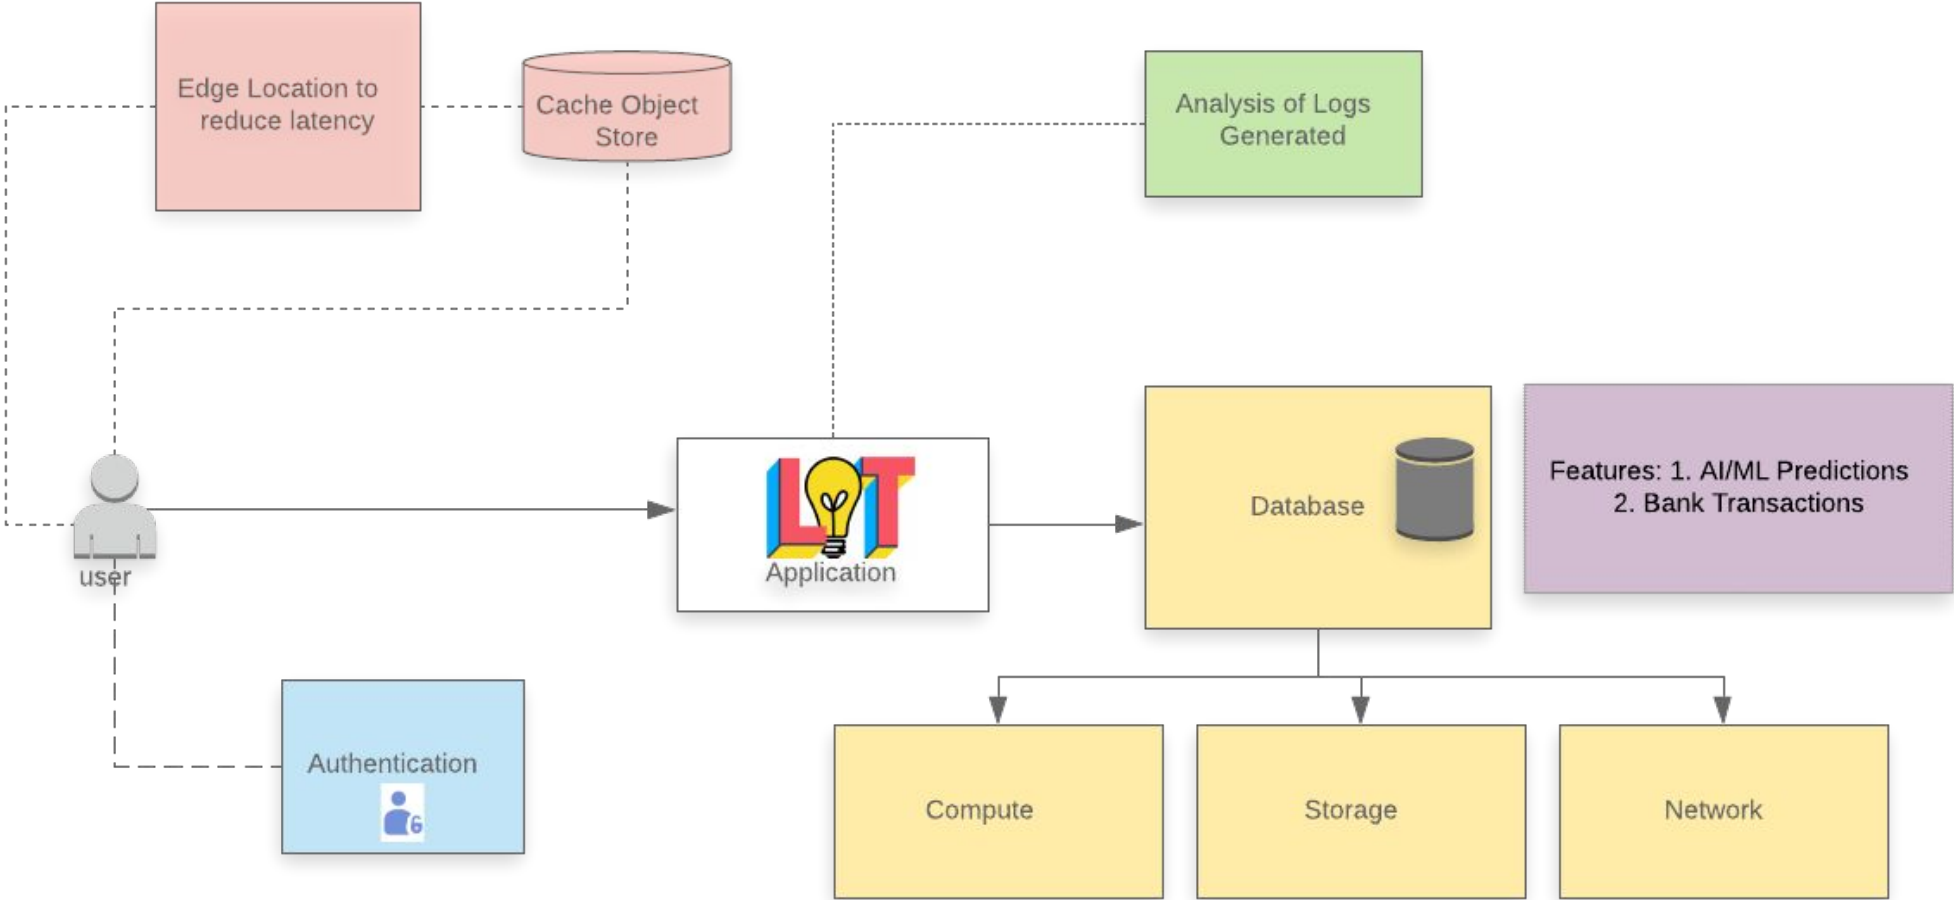 Edge Location to
reduce latency
Cache Object
Store
Analysis of Logs
Generated
user
LIT
Application
Database
Features: 1. AI/ML Predictions
2. Bank Transactions
Authentication
Compute
Storage
Network